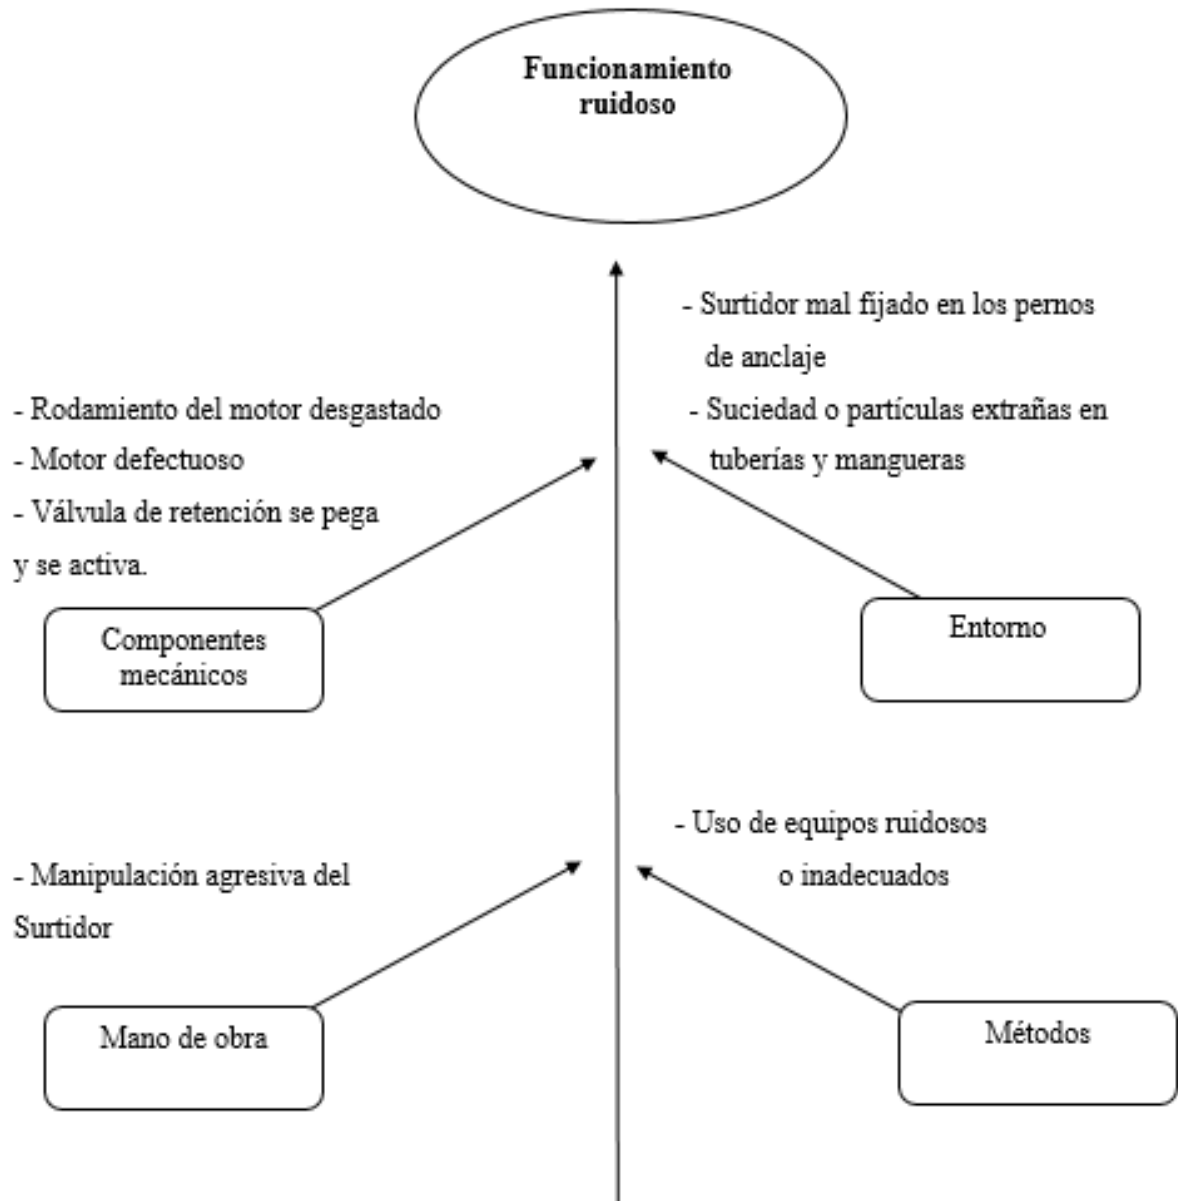 Funcionamiento
ruidoso
- Surtidor mal fijado en los pernos
de anclaje
- Suciedad o partículas extrañas en
tuberías y mangueras
- Rodamiento del motor desgastado
- Motor defectuoso
- Válvula de retención se pega
y se activa.
Componentes
mecánicos
Entorno
- Uso de equipos ruidosos
o inadecuados
- Manipulación agresiva del
Surtidor
Mano de obra
Métodos